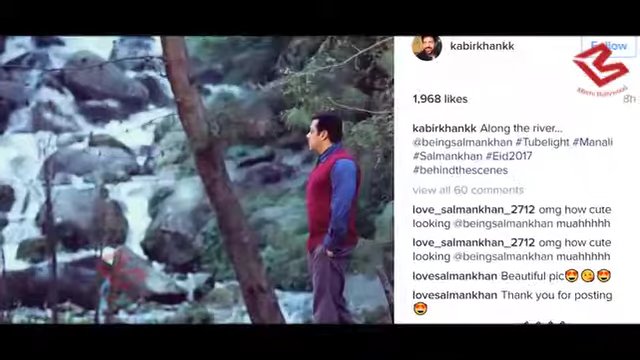 kabirkhankk
Follow
1,968 likes
8h
kabirkhankk Along the river...
@beingsalmankhan #Tubelight #Manali
#Salmankhan #Eid2017
#behindthescenes
view all 60 comments
love_salmankhan_2712 omg how cute
looking @beingsalmankhan muahhhhh
love_salmankhan_2712 omg how cute
looking @beingsalmankhan muahhhhh
lovesalmankhan Beautiful pic😍😘😍
lovesalmankhan Thank you for posting
😍